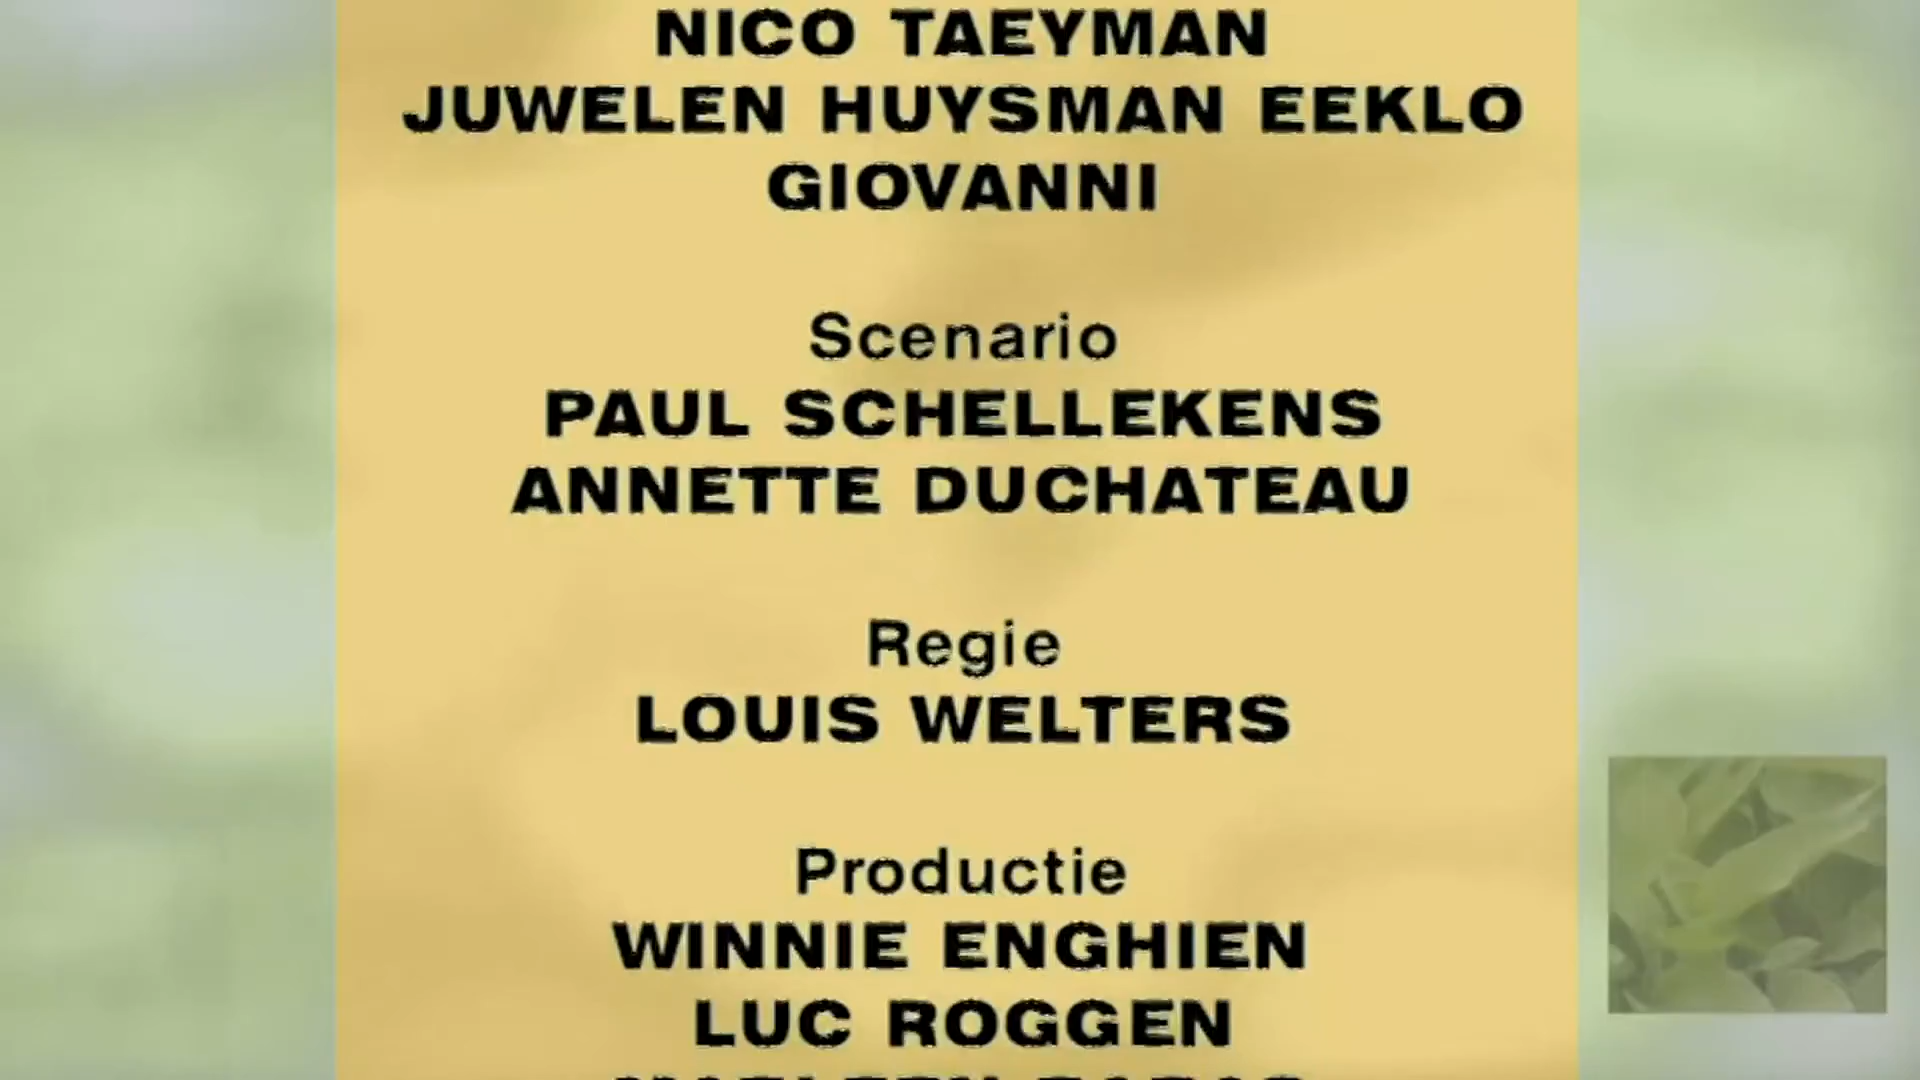 NICO TAEYMAN
JUWELEN HUYSMAN EEKLO
GIOVANNI
Scenario
PAUL SCHELLEKENS
ANNETTE DUCHATEAU
Regie
LOUIS WELTERS
Productie
WINNIE ENGHIEN
LUC ROGGEN